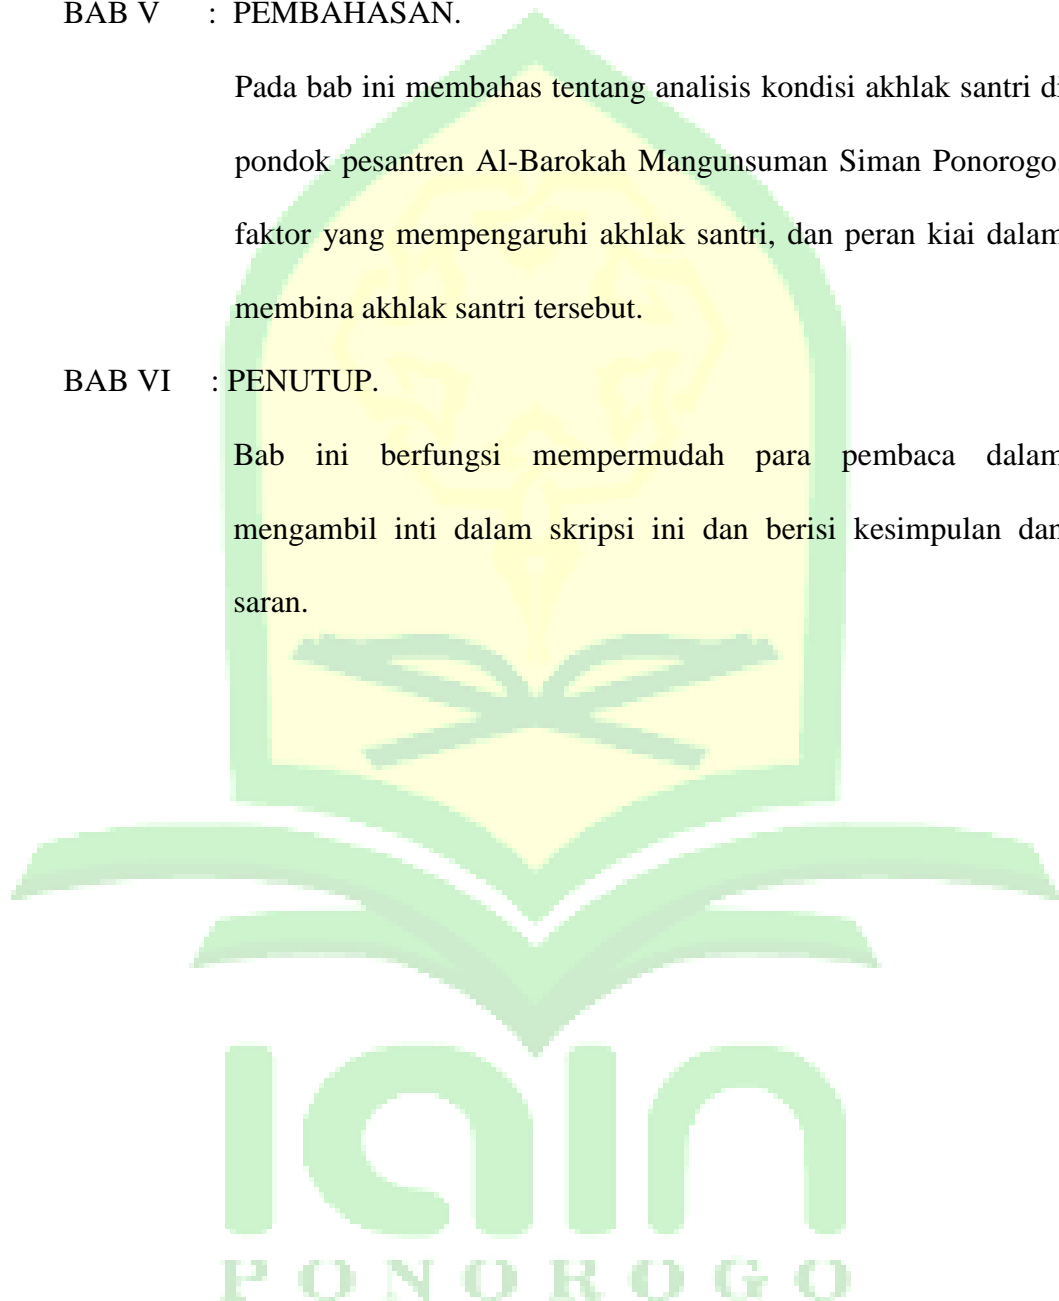 BAB V : PEMBAHASAN.
Pada bab ini membahas tentang analisis kondisi akhlak santri di
pondok pesantren Al-Barokah Mangunsuman Siman Ponorogo,
faktor yang mempengaruhi akhlak santri, dan peran kiai dalam
membina akhlak santri tersebut.
BAB VI : PENUTUP.
Bab ini berfungsi mempermudah para pembaca dalam
mengambil inti dalam skripsi ini dan berisi kesimpulan dan
saran.
iain
PONOROGO